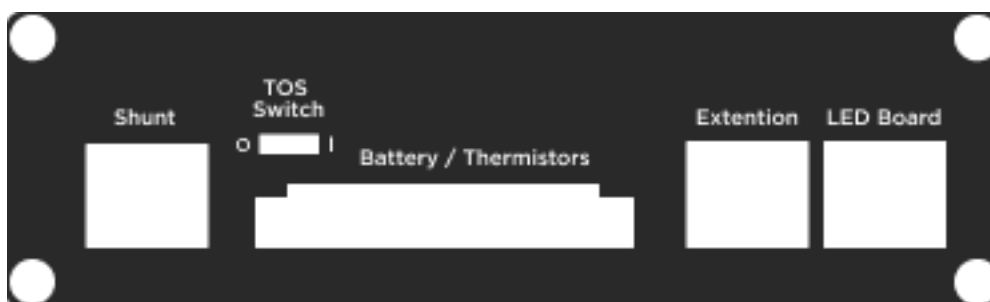 TOS
Switch
Shunt
O I
Battery / Thermistors
Extention
LED Board